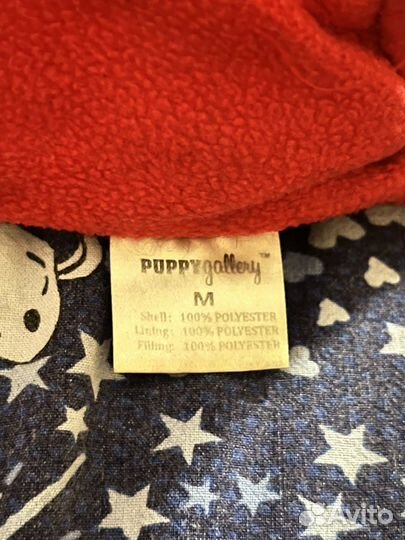 PUPPYgallery™
M
Shell: 100% POLYESTER
Lining: 100% POLYESTER
Filling: 100% POLYESTER
Avito